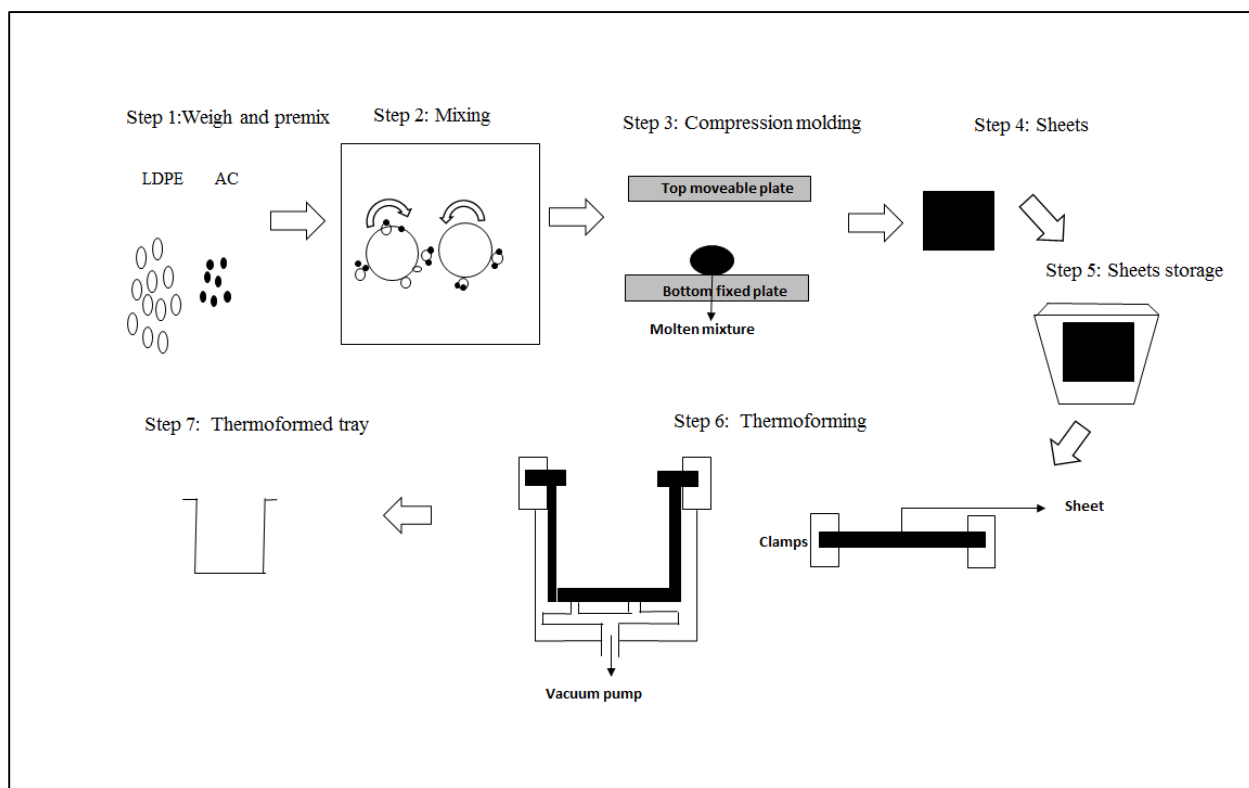 Step 1:Weigh and premix
LDPE
AC
Step 2: Mixing
Step 3: Compression molding
Top moveable plate
Bottom fixed plate
Molten mixture
Step 4: Sheets
Step 5: Sheets storage
Step 6: Thermoforming
Sheet
Clamps
Vacuum pump
Step 7: Thermoformed tray